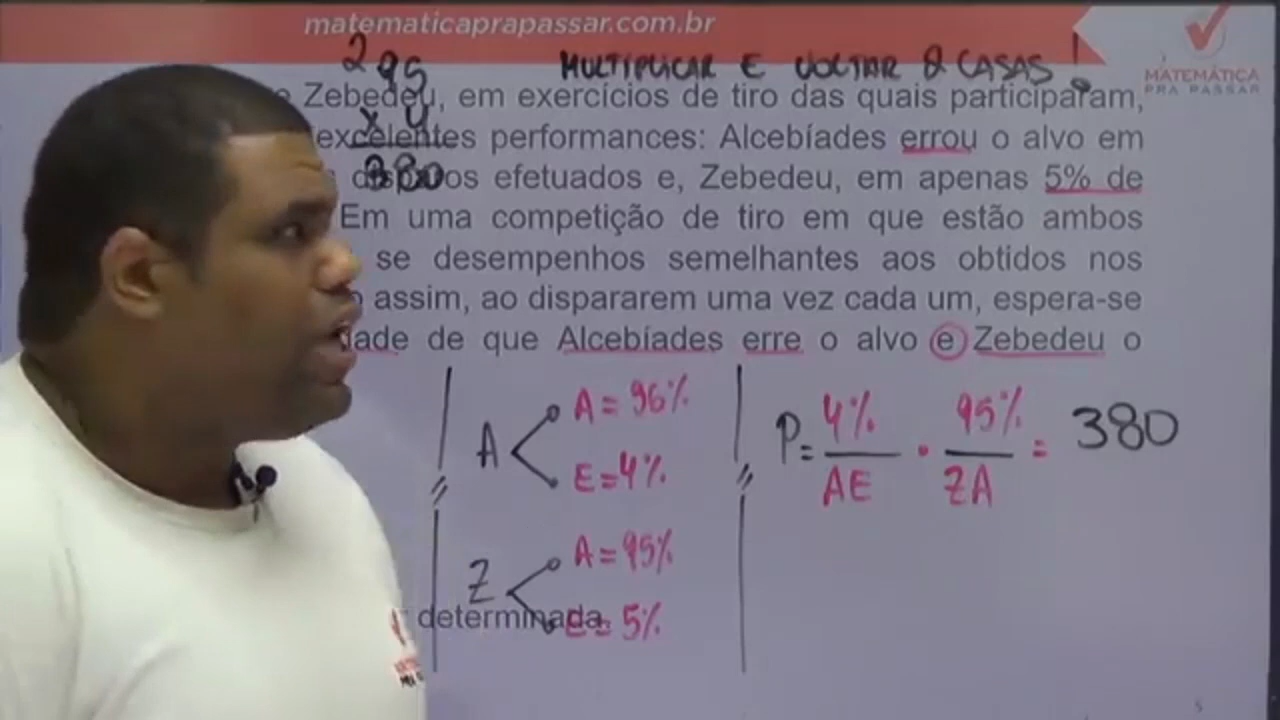 matematicaprapassar.com.br
MATEMÁTICA
PRA PASSAR
MULTIPLICAR E VOLTAR 2 CASAS!
2
95
x 4
380
e Zebedeu, em exercícios de tiro das quais participaram,
excelentes performances: Alcebíades errou o alvo em
disparos efetuados e, Zebedeu, em apenas 5% de
Em uma competição de tiro em que estão ambos
se desempenhos semelhantes aos obtidos nos
assim, ao dispararem uma vez cada um, espera-se
dade de que Alcebíades erre o alvo e Zebedeu o
A
A = 96%
E = 4%
P = 4% / AE · 95% / ZA = 380
Z
A = 95%
E = 5%
r determinada.
5